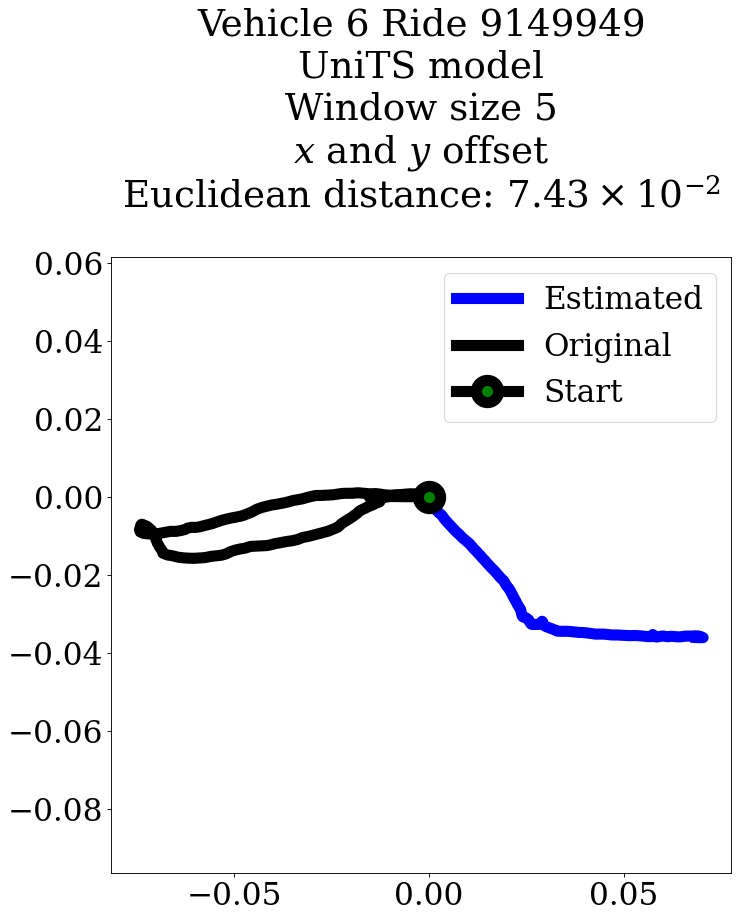 Vehicle 6 Ride 9149949
UniTS model
Window size 5
x and y offset
Euclidean distance: 7.43 × 10⁻²
0.06
0.04
0.02
0.00
−0.02
−0.04
−0.06
−0.08
Estimated
Original
Start
−0.05 0.00 0.05